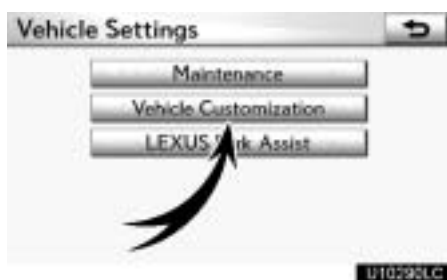 Vehicle Settings
Maintenance
Vehicle Customization
LEXUS Assist
U10290LC